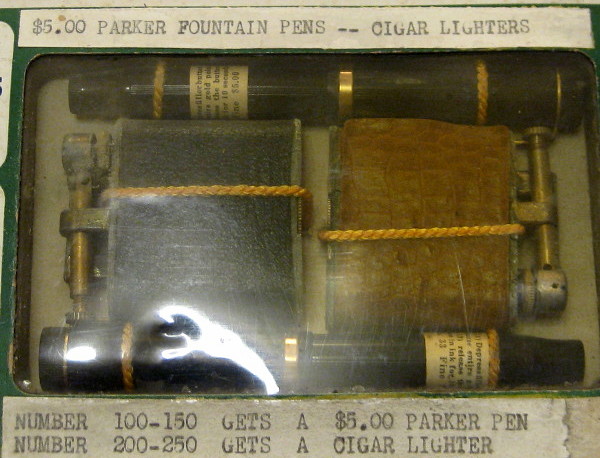 $5.00 PARKER FOUNTAIN PENS -- CIGAR LIGHTERS
NUMBER 100-150 GETS A $5.00 PARKER PEN
NUMBER 200-250 GETS A CIGAR LIGHTER